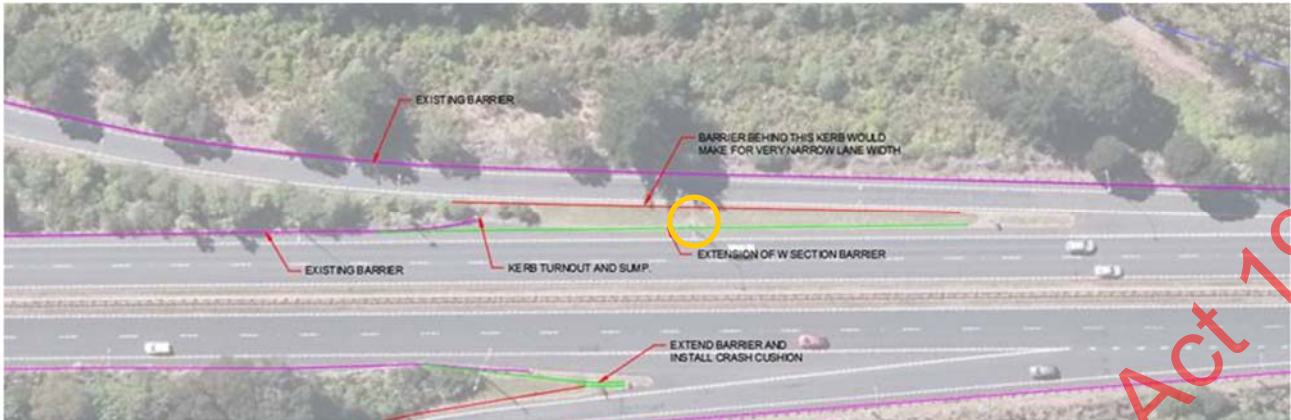 EXISTING BARRIER
BARRIER BEHIND THIS KERB WOULD
MAKE FOR VERY NARROW LANE WIDTH
EXISTING BARRIER
KERB TURNOUT AND SUMP.
EXTENSION OF W SECTION BARRIER
EXTEND BARRIER AND
INSTALL CRASH CUSHION
Act